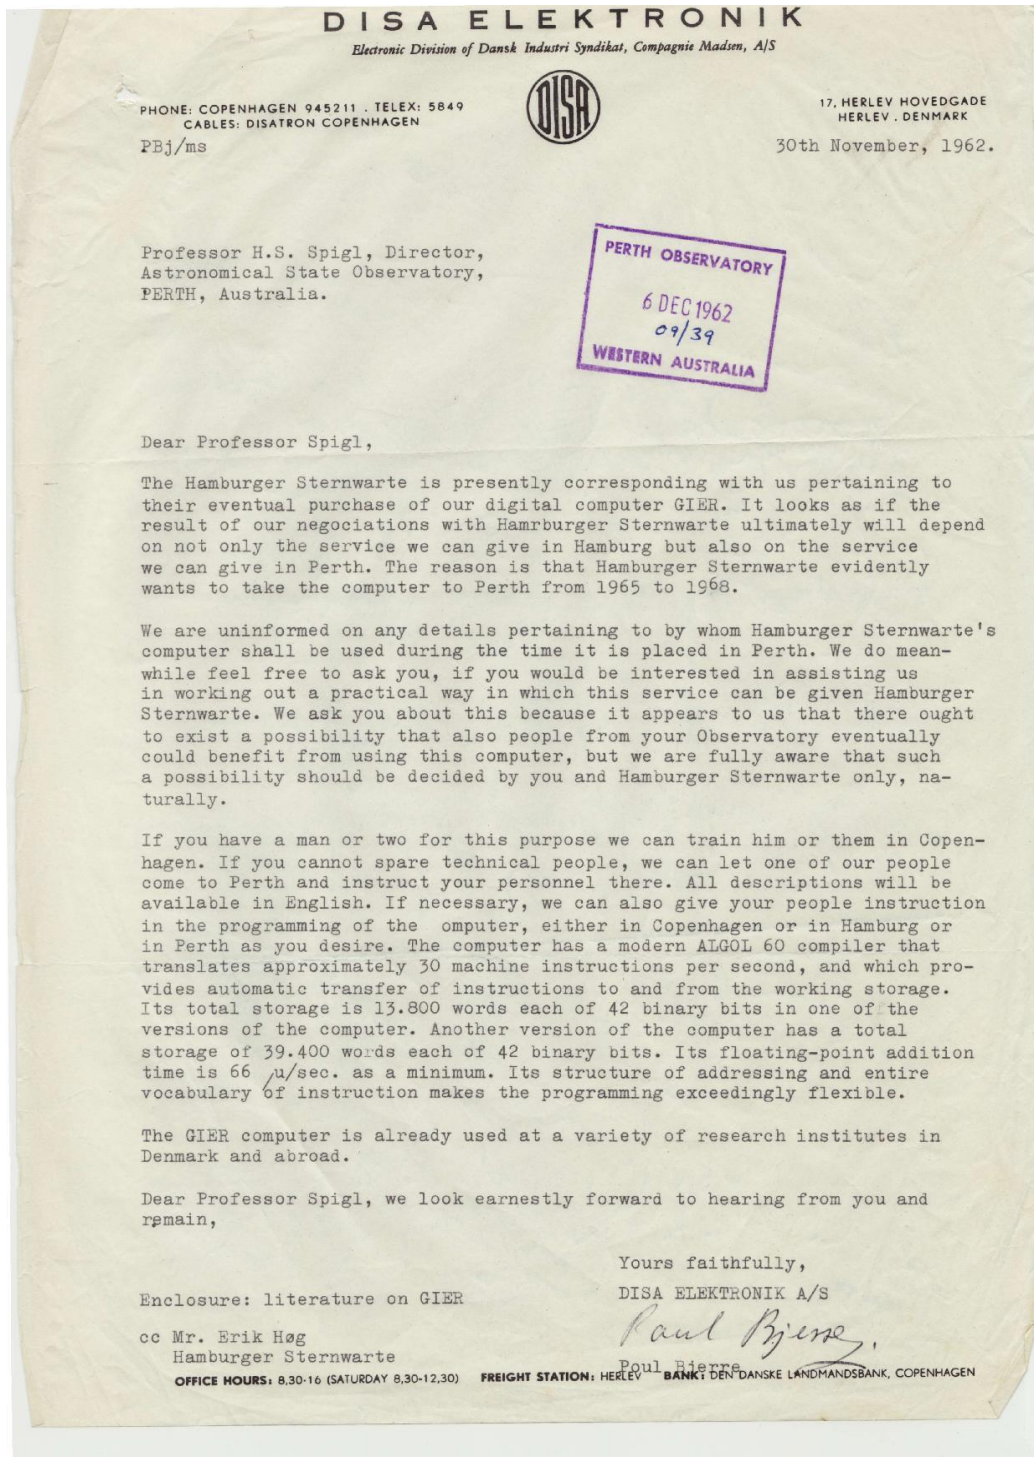 DISA ELEKTRONIK
Electronic Division of Dansk Industri Syndikat, Compagnie Madsen, A/S
PHONE: COPENHAGEN 945211 . TELEX: 5849
CABLES: DISATRON COPENHAGEN
DISA
17, HERLEV HOVEDGADE
HERLEV . DENMARK
PBj/ms
30th November, 1962.
Professor H.S. Spigl, Director,
Astronomical State Observatory,
PERTH, Australia.
PERTH OBSERVATORY
6 DEC 1962
09/39
WESTERN AUSTRALIA
Dear Professor Spigl,
The Hamburger Sternwarte is presently corresponding with us pertaining to
their eventual purchase of our digital computer GIER. It looks as if the
result of our negociations with Hamrburger Sternwarte ultimately will depend
on not only the service we can give in Hamburg but also on the service
we can give in Perth. The reason is that Hamburger Sternwarte evidently
wants to take the computer to Perth from 1965 to 1968.
We are uninformed on any details pertaining to by whom Hamburger Sternwarte's
computer shall be used during the time it is placed in Perth. We do mean-
while feel free to ask you, if you would be interested in assisting us
in working out a practical way in which this service can be given Hamburger
Sternwarte. We ask you about this because it appears to us that there ought
to exist a possibility that also people from your Observatory eventually
could benefit from using this computer, but we are fully aware that such
a possibility should be decided by you and Hamburger Sternwarte only, na-
turally.
If you have a man or two for this purpose we can train him or them in Copen-
hagen. If you cannot spare technical people, we can let one of our people
come to Perth and instruct your personnel there. All descriptions will be
available in English. If necessary, we can also give your people instruction
in the programming of the omputer, either in Copenhagen or in Hamburg or
in Perth as you desire. The computer has a modern ALGOL 60 compiler that
translates approximately 30 machine instructions per second, and which pro-
vides automatic transfer of instructions to and from the working storage.
Its total storage is 13.800 words each of 42 binary bits in one of the
versions of the computer. Another version of the computer has a total
storage of 39.400 words each of 42 binary bits. Its floating-point addition
time is 66 /u/sec. as a minimum. Its structure of addressing and entire
vocabulary of instruction makes the programming exceedingly flexible.
The GIER computer is already used at a variety of research institutes in
Denmark and abroad.
Dear Professor Spigl, we look earnestly forward to hearing from you and
remain,
Yours faithfully,
DISA ELEKTRONIK A/S
Enclosure: literature on GIER
Poul Bjerre.
cc Mr. Erik Høg
Hamburger Sternwarte
Poul Bjerre
OFFICE HOURS: 8,30-16 (SATURDAY 8,30-12,30) FREIGHT STATION: HERLEV BANK: DEN DANSKE LANDMANDSBANK, COPENHAGEN